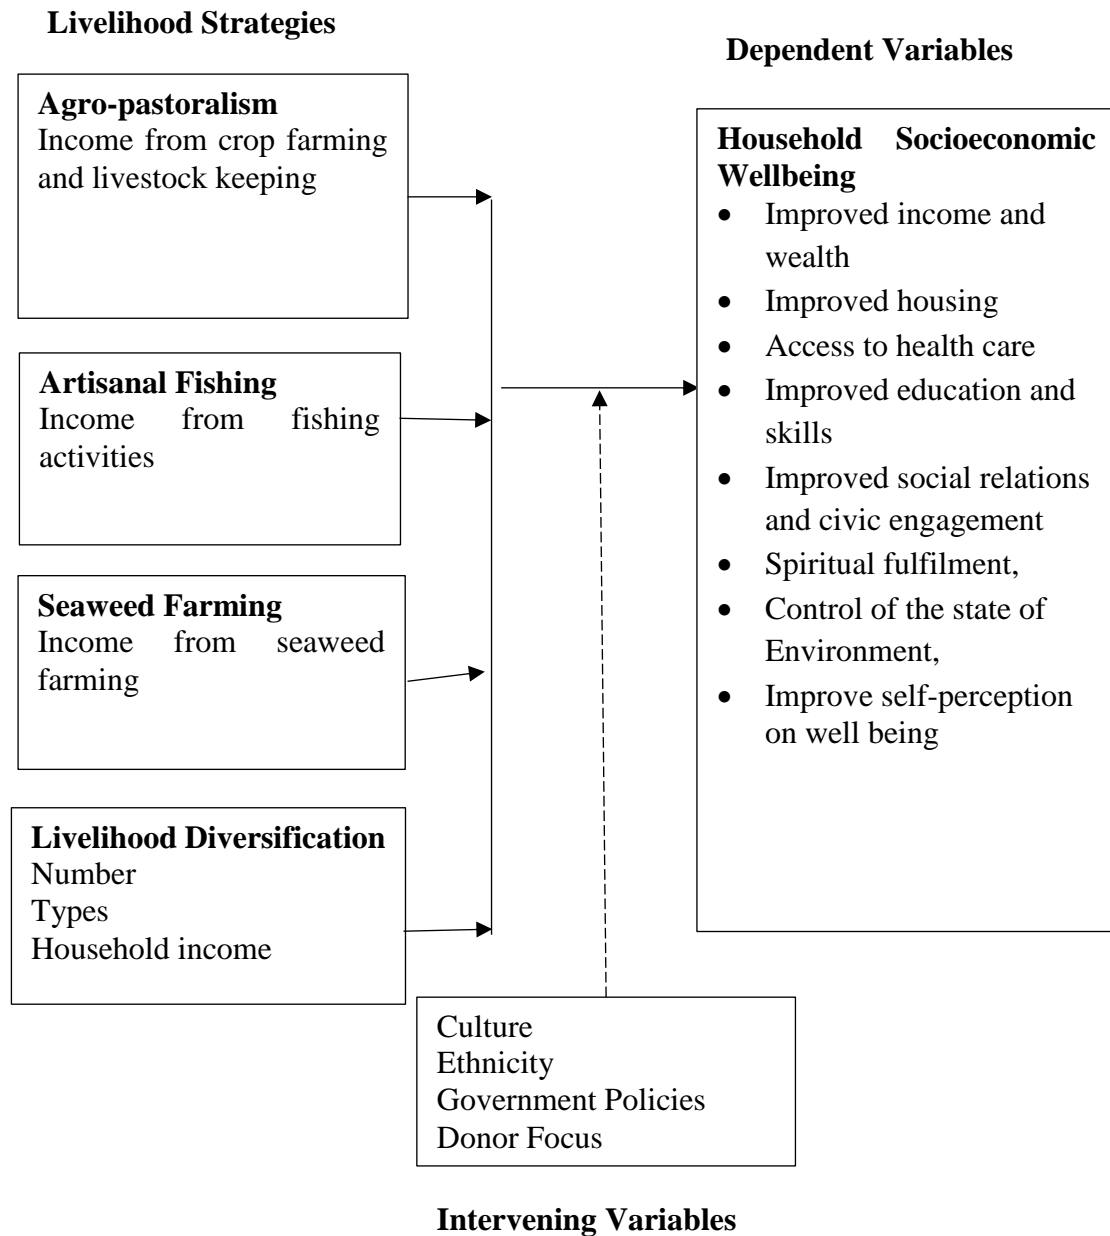 Livelihood Strategies
Dependent Variables
Agro-pastoralism
Income from crop farming
and livestock keeping
Artisanal Fishing
Income from fishing
activities
Seaweed Farming
Income from seaweed
farming
Livelihood Diversification
Number
Types
Household income
Household Socioeconomic
Wellbeing
• Improved income and
wealth
• Improved housing
• Access to health care
• Improved education and
skills
• Improved social relations
and civic engagement
• Spiritual fulfilment,
• Control of the state of
Environment,
• Improve self-perception
on well being
Culture
Ethnicity
Government Policies
Donor Focus
Intervening Variables